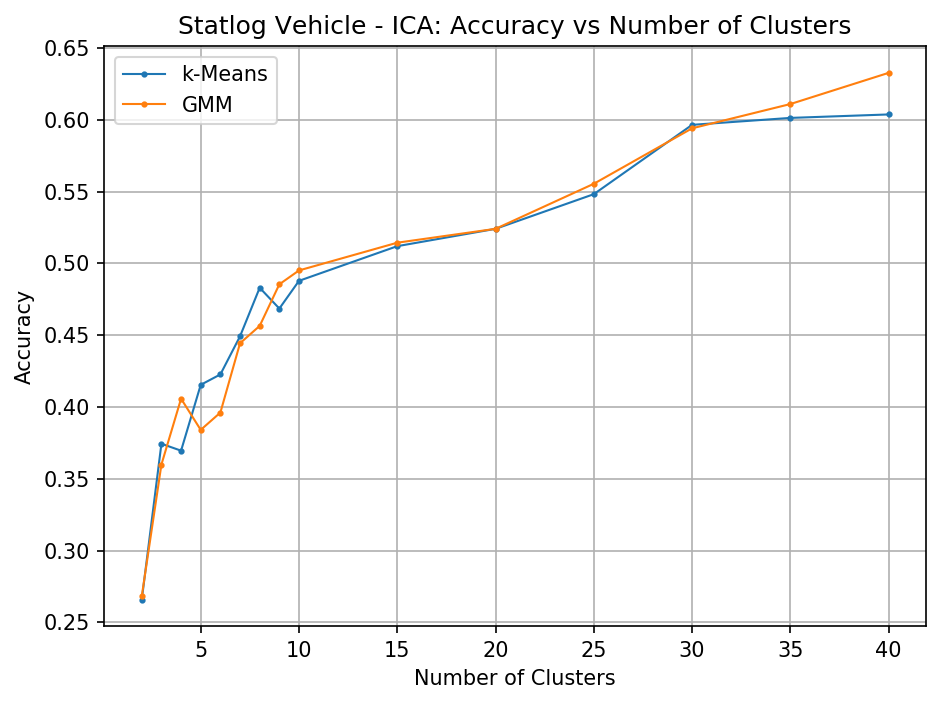 Statlog Vehicle - ICA: Accuracy vs Number of Clusters
k-Means
GMM
Accuracy
0.65
0.60
0.55
0.50
0.45
0.40
0.35
0.30
0.25
5 10 15 20 25 30 35 40
Number of Clusters